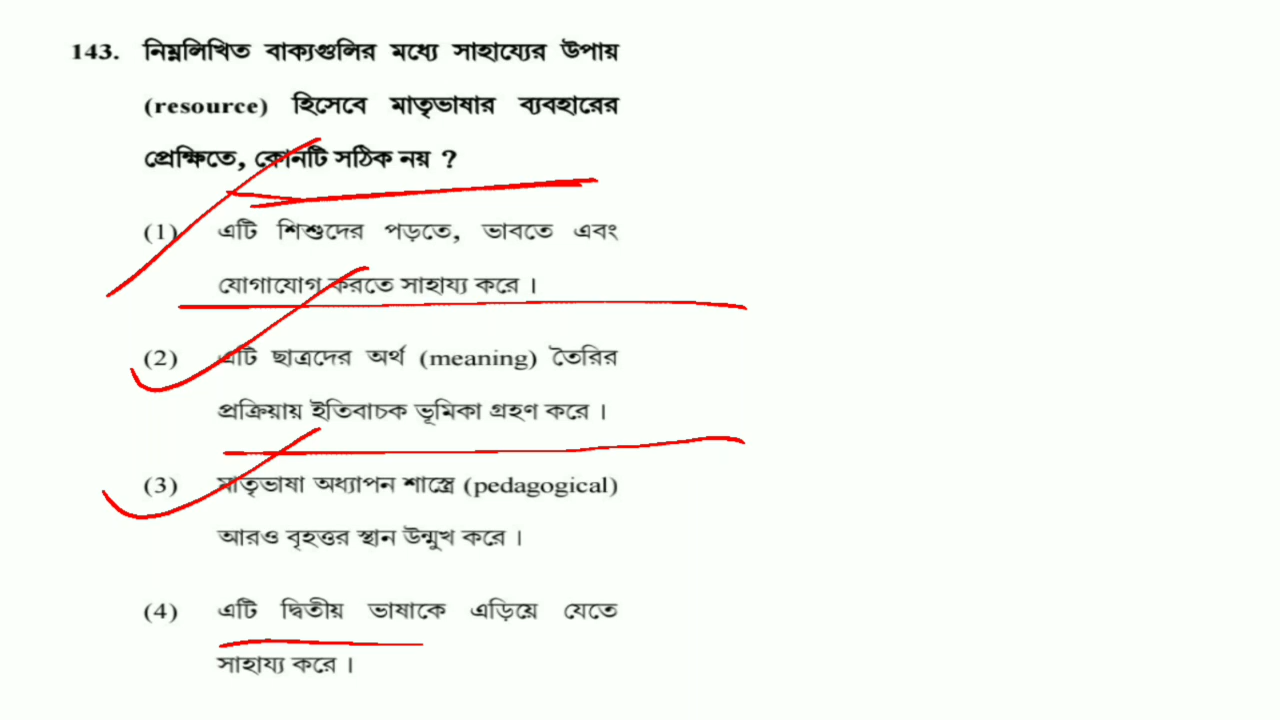 143. নিম্নলিখিত বাক্যগুলির মধ্যে সাহায্যের উপায়
(resource) হিসেবে মাতৃভাষার ব্যবহারের
প্রেক্ষিতে, কোনটি সঠিক নয় ?
(1) এটি শিশুদের পড়তে, ভাবতে এবং
যোগাযোগ করতে সাহায্য করে ।
(2) এটি ছাত্রদের অর্থ (meaning) তৈরির
প্রক্রিয়ায় ইতিবাচক ভূমিকা গ্রহণ করে ।
(3) মাতৃভাষা অধ্যাপন শাস্ত্রে (pedagogical)
আরও বৃহত্তর স্থান উন্মুখ করে ।
(4) এটি দ্বিতীয় ভাষাকে এড়িয়ে যেতে
সাহায্য করে ।